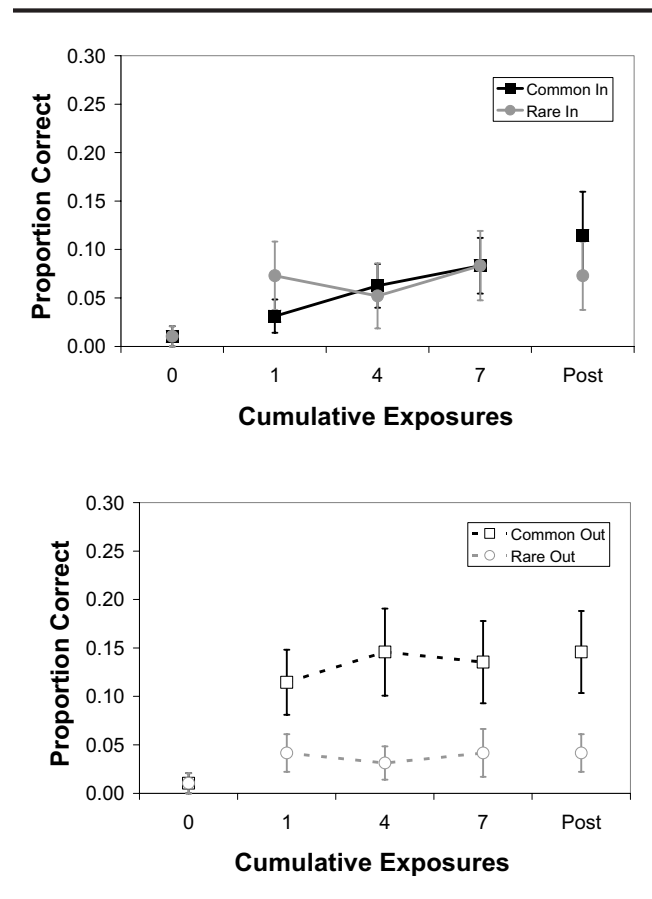 0.30
0.25
0.20
0.15
0.10
0.05
0.00
Proportion Correct
Common In
Rare In
0 1 4 7 Post
Cumulative Exposures
0.30
0.25
0.20
0.15
0.10
0.05
0.00
Proportion Correct
Common Out
Rare Out
0 1 4 7 Post
Cumulative Exposures